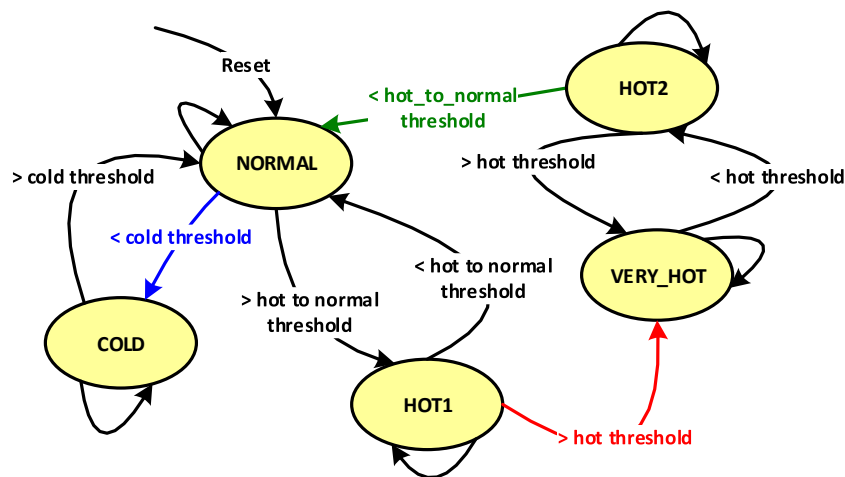 Reset
HOT2
< hot_to_normal
threshold
NORMAL
> hot threshold
> cold threshold
< hot threshold
< cold threshold
< hot to normal
threshold
VERY_HOT
> hot to normal
threshold
COLD
HOT1
> hot threshold